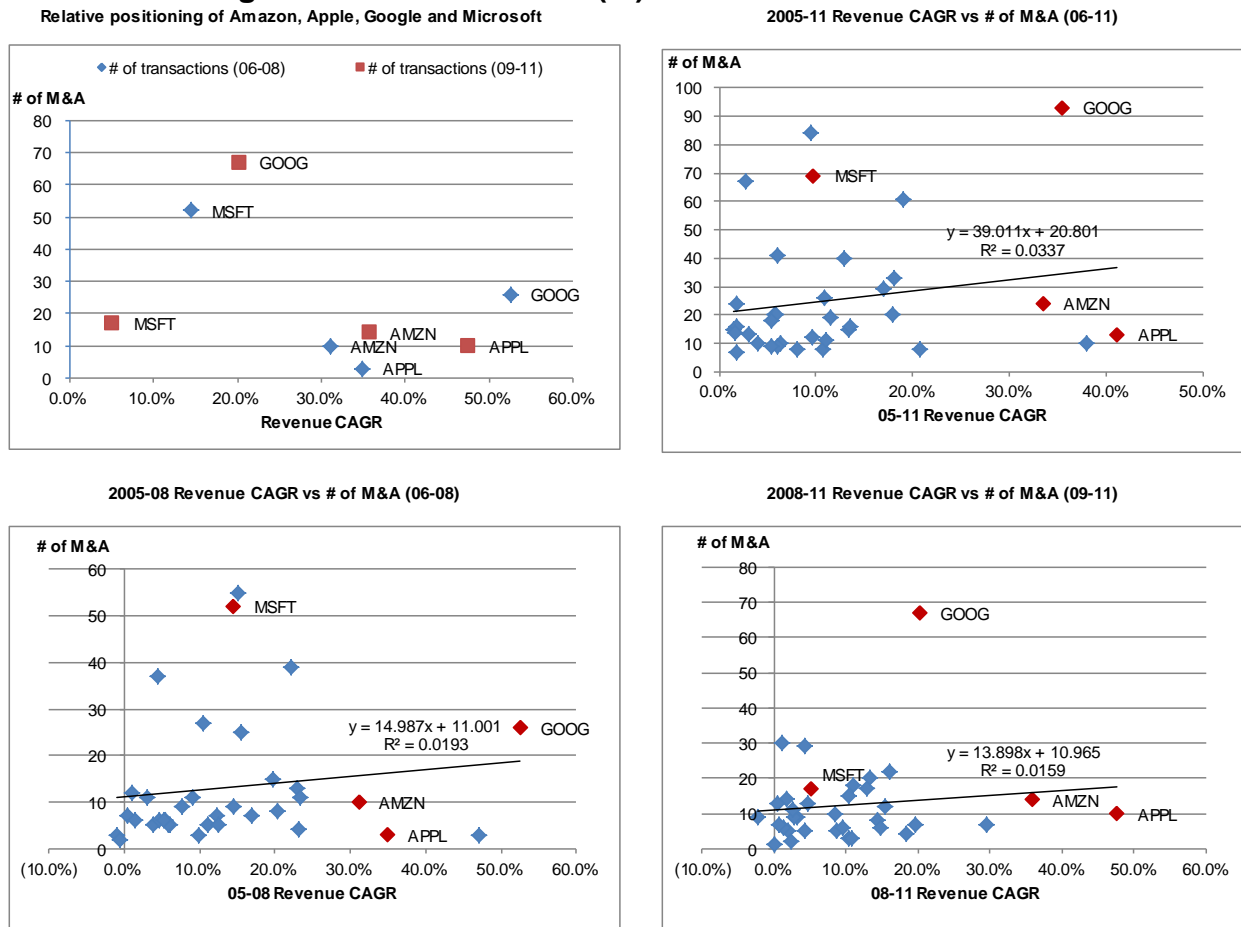 Relative positioning of Amazon, Apple, Google and Microsoft
# of transactions (06-08)
# of transactions (09-11)
# of M&A
80
70
60
50
40
30
20
10
0
GOOG
MSFT
GOOG
MSFT
AMZN
AMZN
APPL
APPL
0.0% 10.0% 20.0% 30.0% 40.0% 50.0% 60.0%
Revenue CAGR
2005-11 Revenue CAGR vs # of M&A (06-11)
# of M&A
100
90
80
70
60
50
40
30
20
10
0
GOOG
MSFT
y = 39.011x + 20.801
R² = 0.0337
AMZN
APPL
0.0% 10.0% 20.0% 30.0% 40.0% 50.0%
05-11 Revenue CAGR
2005-08 Revenue CAGR vs # of M&A (06-08)
# of M&A
60
50
40
30
20
10
0
MSFT
y = 14.987x + 11.001
R² = 0.0193
GOOG
AMZN
APPL
(10.0%) 0.0% 10.0% 20.0% 30.0% 40.0% 50.0% 60.0%
05-08 Revenue CAGR
2008-11 Revenue CAGR vs # of M&A (09-11)
# of M&A
80
70
60
50
40
30
20
10
0
GOOG
MSFT
y = 13.898x + 10.965
R² = 0.0159
AMZN
APPL
(10.0%) 0.0% 10.0% 20.0% 30.0% 40.0% 50.0% 60.0%
08-11 Revenue CAGR